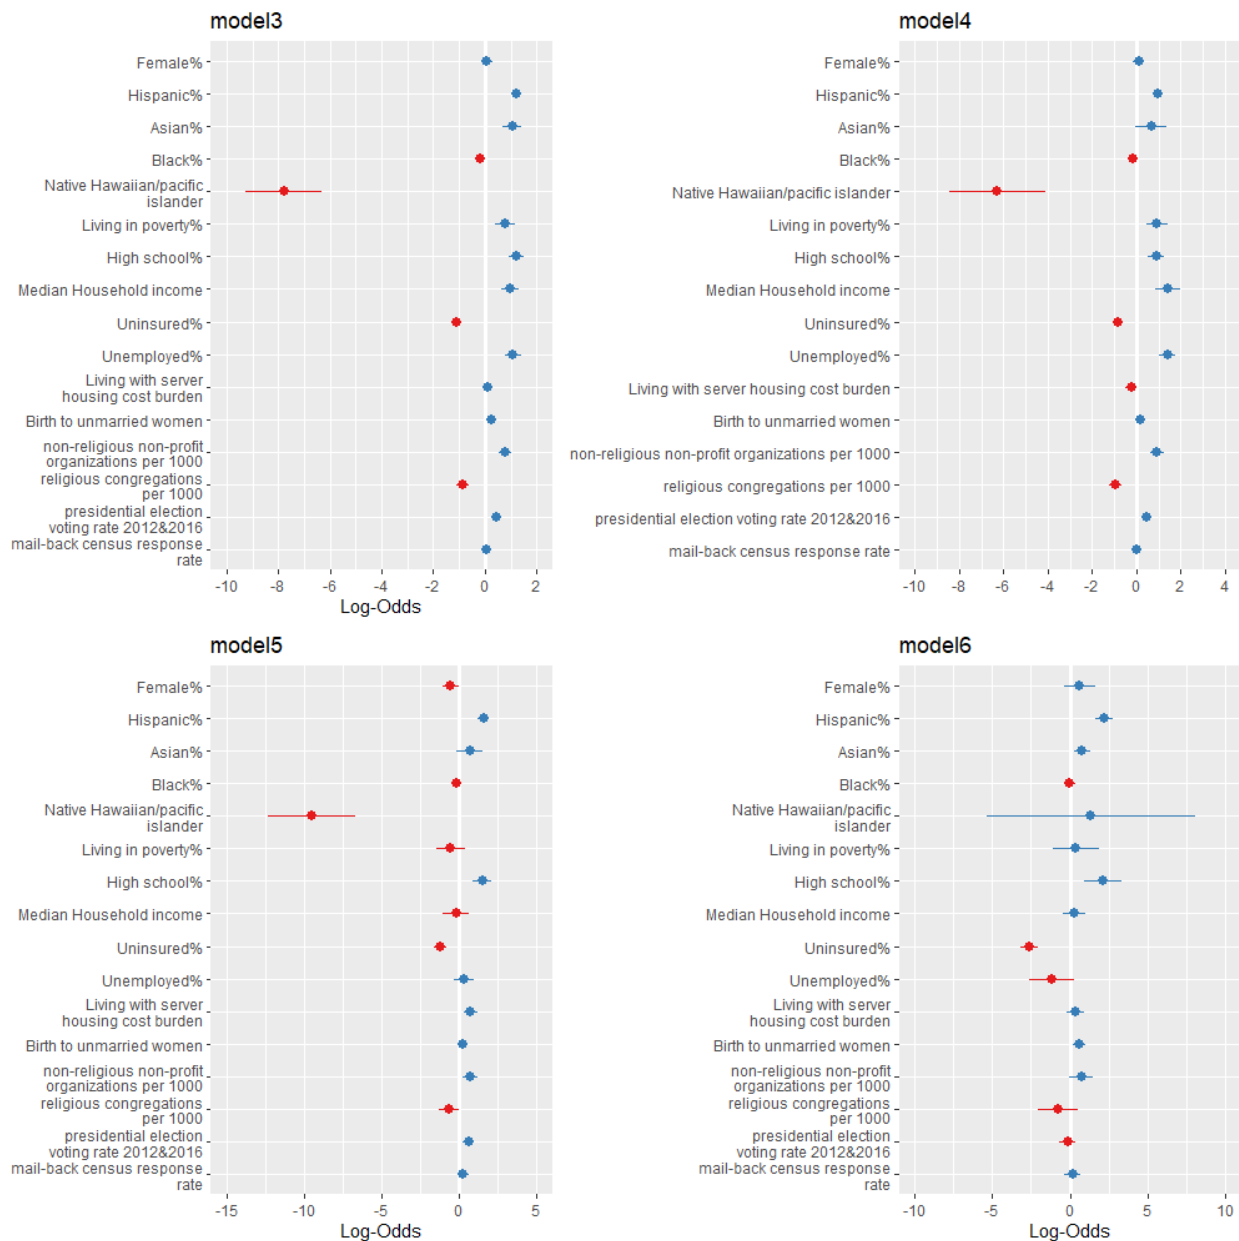 model3
Female%
Hispanic%
Asian%
Black%
Native Hawaiian/pacific
islander
Living in poverty%
High school%
Median Household income
Uninsured%
Unemployed%
Living with server
housing cost burden
Birth to unmarried women
non-religious non-profit
organizations per 1000
religious congregations
per 1000
presidential election
voting rate 2012&2016
mail-back census response
rate
-10 -8 -6 -4 -2 0 2
Log-Odds
model4
Female%
Hispanic%
Asian%
Black%
Native Hawaiian/pacific islander
Living in poverty%
High school%
Median Household income
Uninsured%
Unemployed%
Living with server housing cost burden
Birth to unmarried women
non-religious non-profit organizations per 1000
religious congregations per 1000
presidential election voting rate 2012&2016
mail-back census response rate
-10 -8 -6 -4 -2 0 2 4
model5
Female%
Hispanic%
Asian%
Black%
Native Hawaiian/pacific
islander
Living in poverty%
High school%
Median Household income
Uninsured%
Unemployed%
Living with server
housing cost burden
Birth to unmarried women
non-religious non-profit
organizations per 1000
religious congregations
per 1000
presidential election
voting rate 2012&2016
mail-back census response
rate
-15 -10 -5 0 5
Log-Odds
model6
Female%
Hispanic%
Asian%
Black%
Native Hawaiian/pacific
islander
Living in poverty%
High school%
Median Household income
Uninsured%
Unemployed%
Living with server
housing cost burden
Birth to unmarried women
non-religious non-profit
organizations per 1000
religious congregations
per 1000
presidential election
voting rate 2012&2016
mail-back census response
rate
-10 -5 0 5 10
Log-Odds